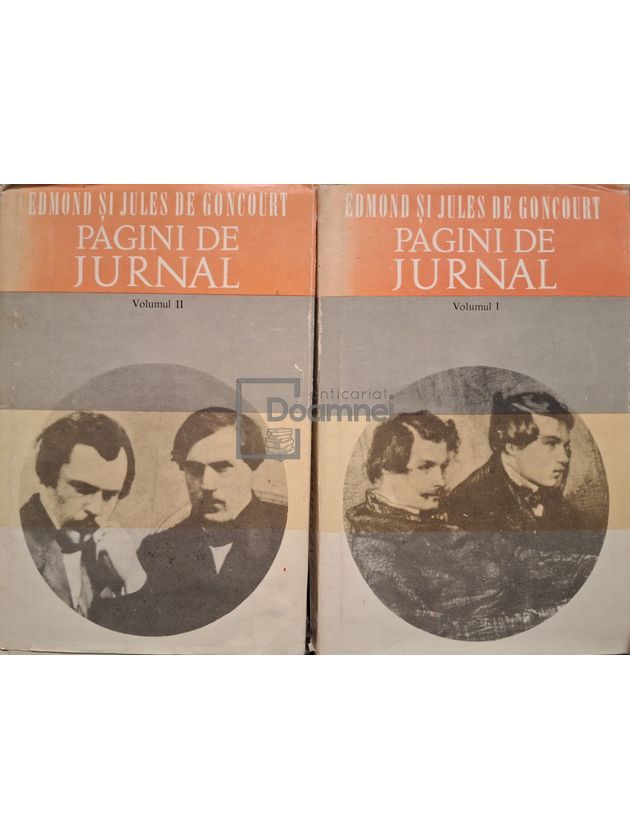 EDMOND ȘI JULES DE GONCOURT
PAGINI DE
JURNAL
Volumul II
EDMOND ȘI JULES DE GONCOURT
PAGINI DE
JURNAL
Volumul I
anticariat
Doamnei